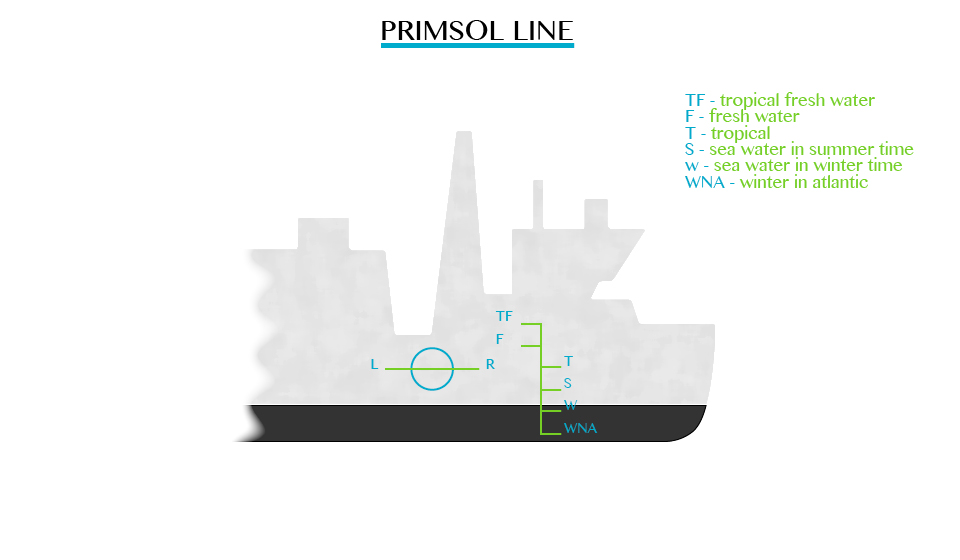 PRIMSOL LINE
TF - tropical fresh water
F - fresh water
T - tropical
S - sea water in summer time
w - sea water in winter time
WNA - winter in atlantic
TF
F
L
R
T
S
W
WNA